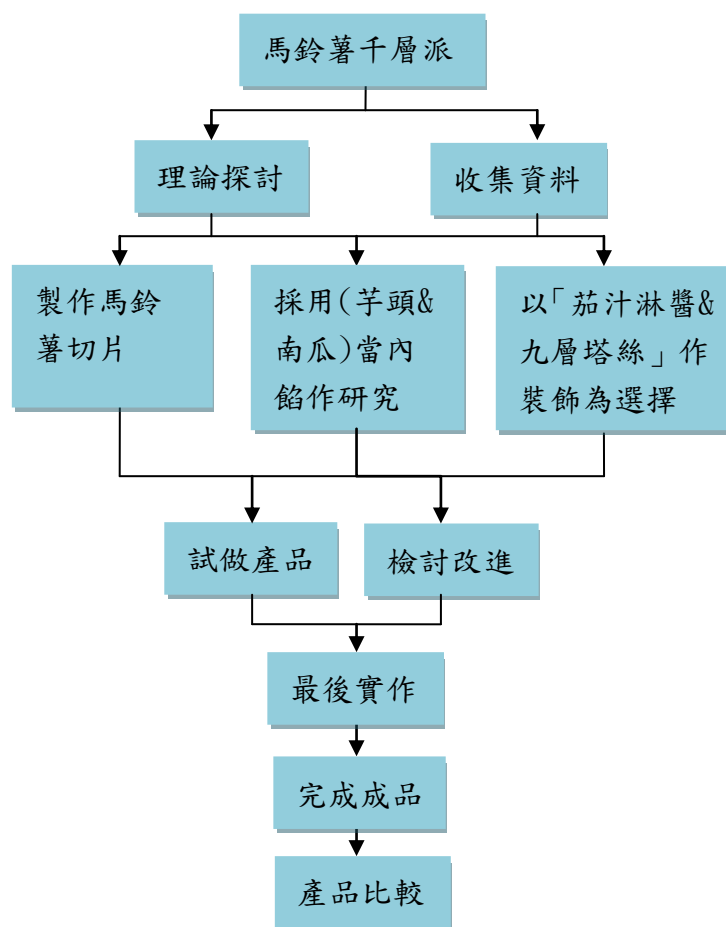 馬鈴薯千層派
理論探討
收集資料
製作馬鈴
薯切片
採用(芋頭&
南瓜)當內
餡作研究
以「茄汁淋醬&
九層塔絲」作
裝飾為選擇
試做產品
檢討改進
最後實作
完成成品
產品比較